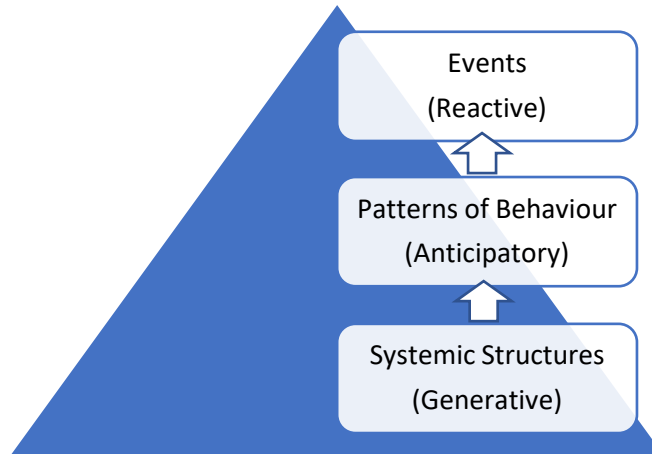 Events
(Reactive)
Patterns of Behaviour
(Anticipatory)
Systemic Structures
(Generative)